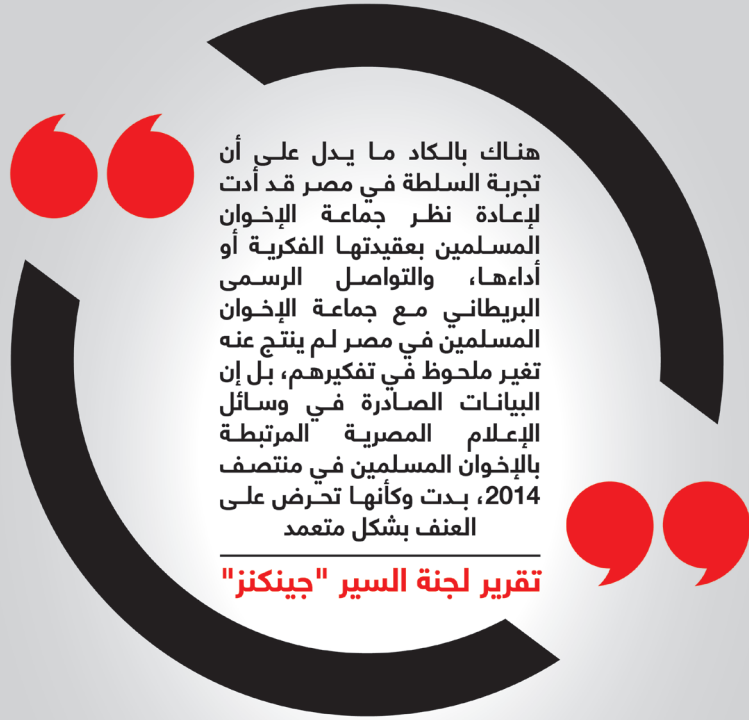 هناك بالكاد ما يدل على أن
تجربة السلطة في مصر قد أدت
لإعادة نظر جماعة الإخوان
المسلمين بعقيدتها الفكرية أو
أداءها، والتواصل الرسمى
البريطاني مع جماعة الإخوان
المسلمين في مصر لم ينتج عنه
تغير ملحوظ في تفكيرهم، بل إن
البيانات الصادرة في وسائل
الإعلام المصرية المرتبطة
بالإخوان المسلمين في منتصف
2014، بدت وكأنها تحرض على
العنف بشكل متعمد
تقرير لجنة السير "جينكنز"